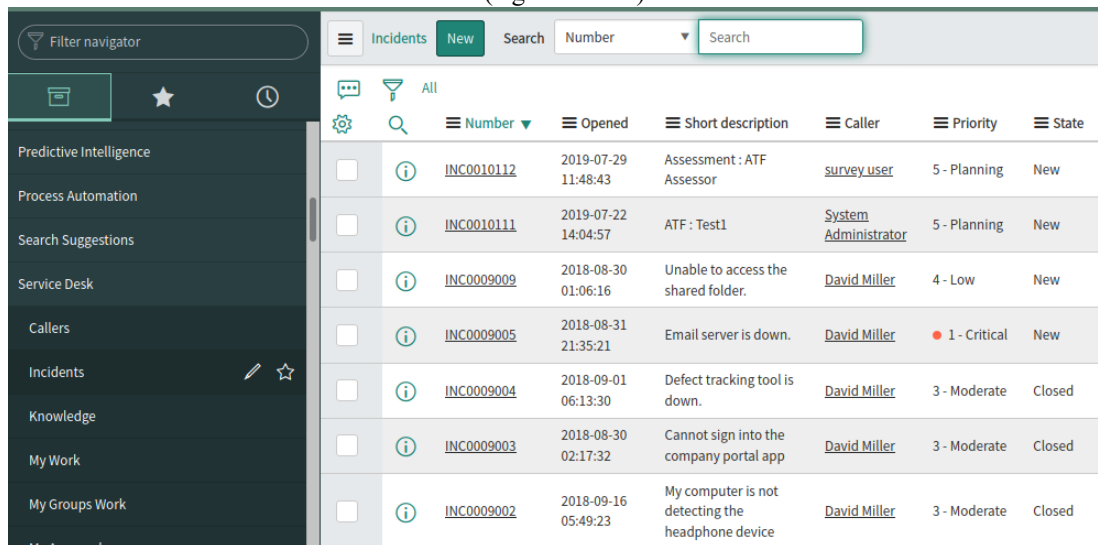 Filter navigator
Predictive Intelligence
Process Automation
Search Suggestions
Service Desk
Callers
Incidents
Knowledge
My Work
My Groups Work
Incidents New Search Number Search
All
Number Opened Short description Caller Priority State
INC0010112 2019-07-29 11:48:43 Assessment : ATF Assessor survey user 5 - Planning New
INC0010111 2019-07-22 14:04:57 ATF : Test1 System Administrator 5 - Planning New
INC0009009 2018-08-30 01:06:16 Unable to access the shared folder. David Miller 4 - Low New
INC0009005 2018-08-31 21:35:21 Email server is down. David Miller 1 - Critical New
INC0009004 2018-09-01 06:13:30 Defect tracking tool is down. David Miller 3 - Moderate Closed
INC0009003 2018-08-30 02:17:32 Cannot sign into the company portal app David Miller 3 - Moderate Closed
INC0009002 2018-09-16 05:49:23 My computer is not detecting the headphone device David Miller 3 - Moderate Closed